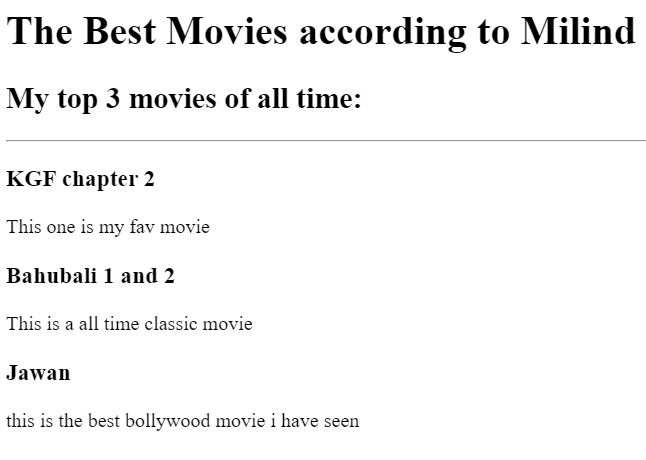 The Best Movies according to Milind
My top 3 movies of all time:
KGF chapter 2
This one is my fav movie
Bahubali 1 and 2
This is a all time classic movie
Jawan
this is the best bollywood movie i have seen